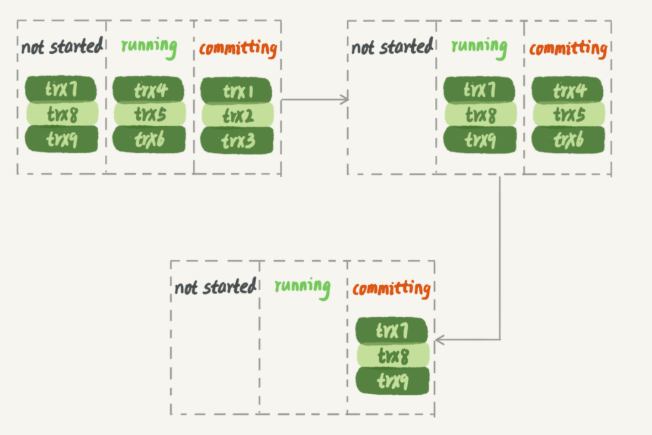 not started running committing
trx7 trx4 trx1
trx8 trx5 trx2
trx9 trx6 trx3
not started running committing
trx7 trx4
trx8 trx5
trx9 trx6
not started running committing
trx7
trx8
trx9